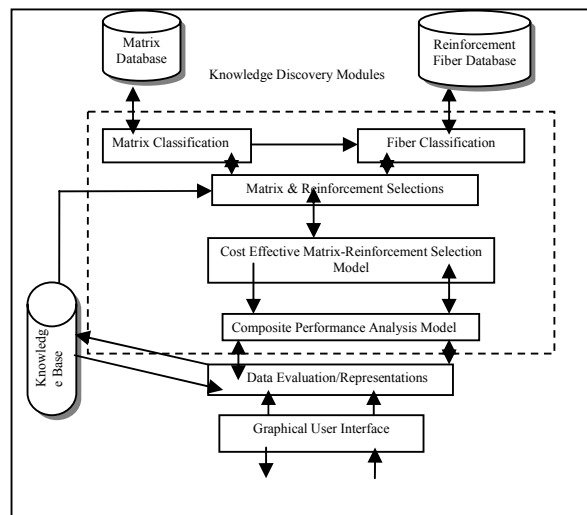 Matrix
Database
Reinforcement
Fiber Database
Knowledge Discovery Modules
Matrix Classification
Fiber Classification
Matrix & Reinforcement Selections
Cost Effective Matrix-Reinforcement Selection
Model
Composite Performance Analysis Model
Knowledg
e Base
Data Evaluation/Representations
Graphical User Interface